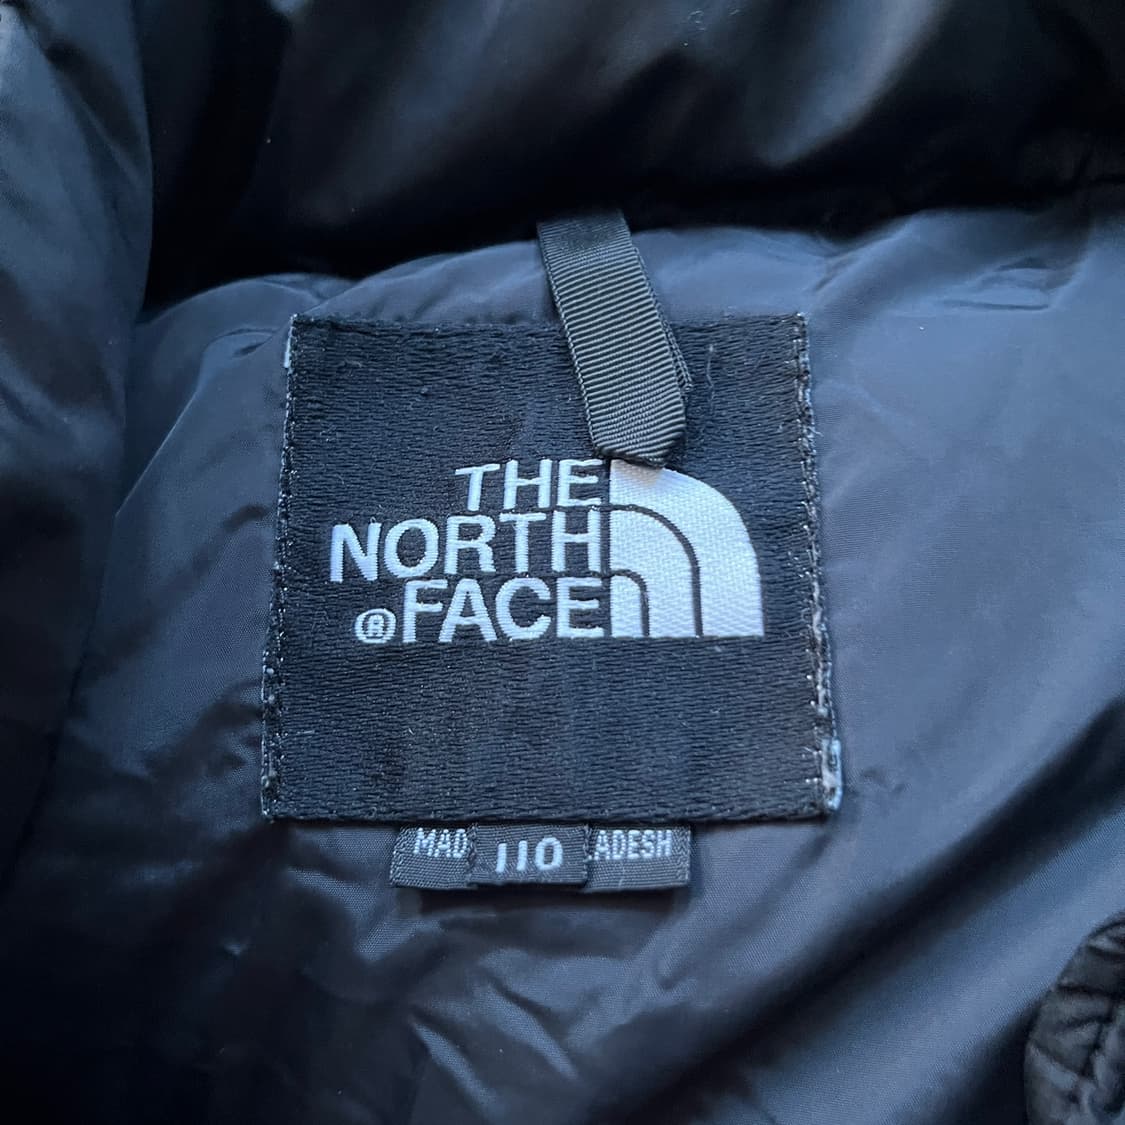 THE
NORTH
® FACE
MAD 110 ADESH